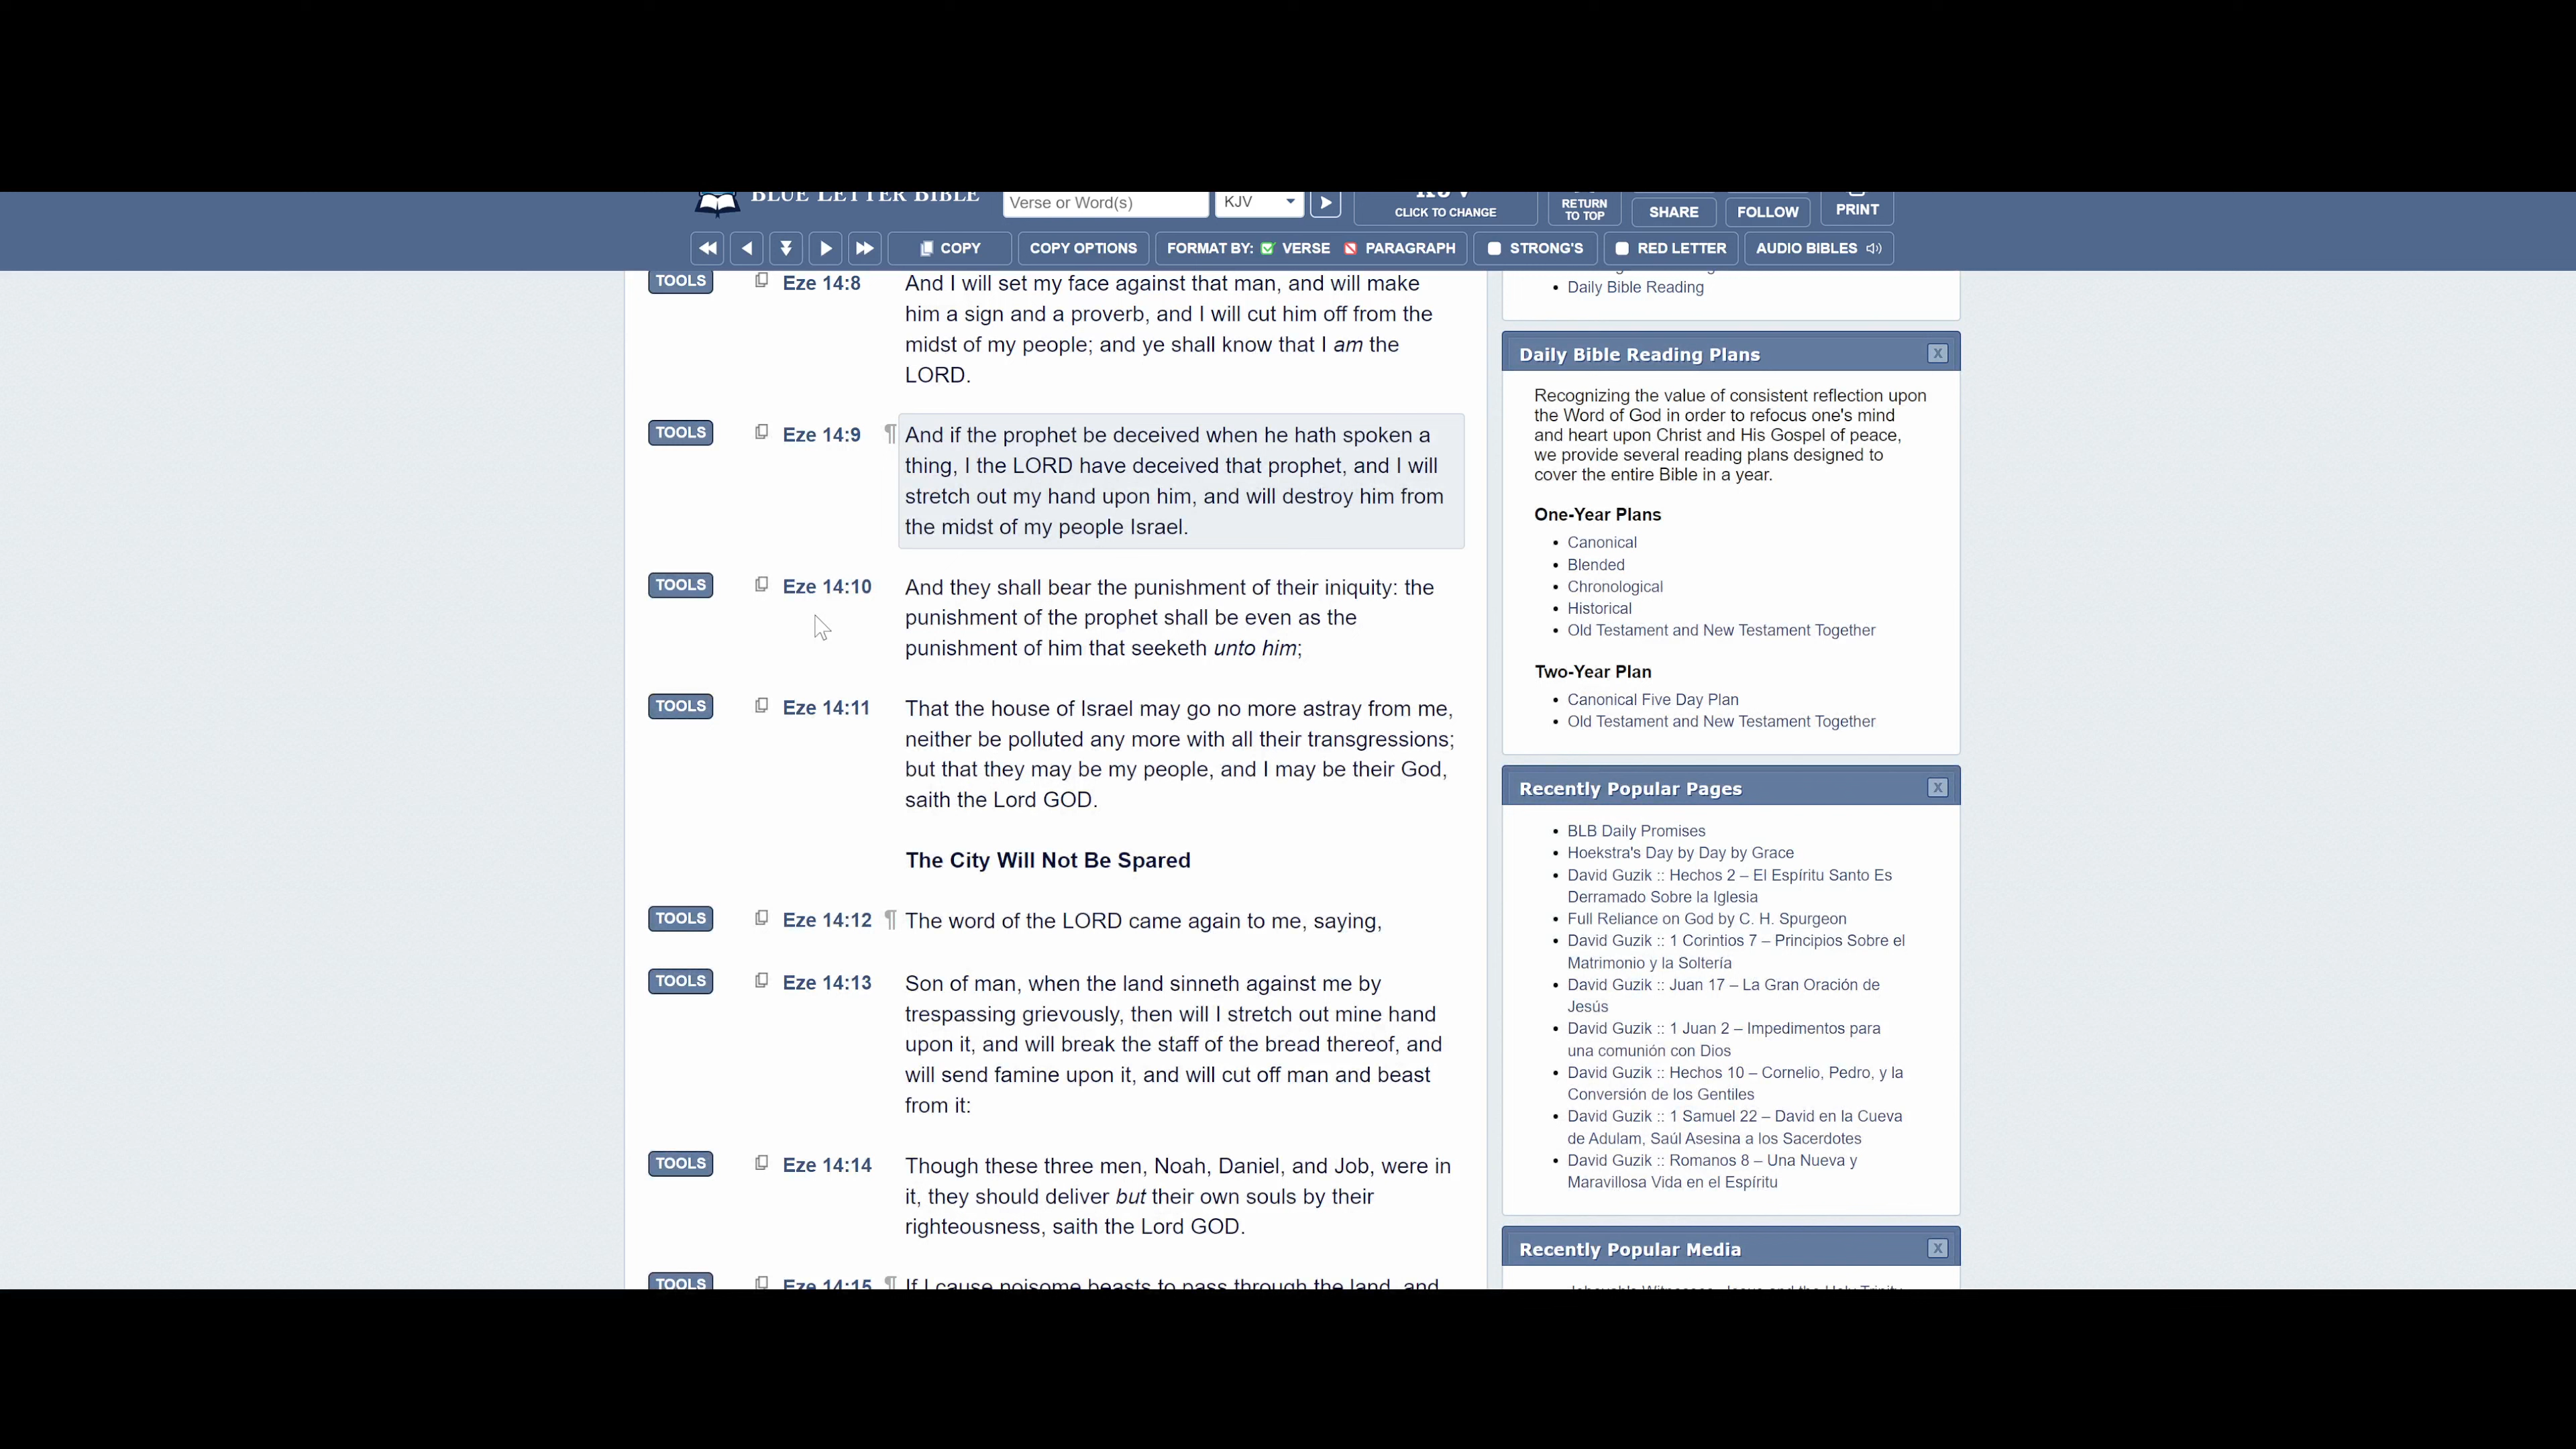 BLUE LETTER BIBLE
Verse or Word(s)
KJV
CLICK TO CHANGE
RETURN
TO TOP
SHARE
FOLLOW
PRINT
COPY
COPY OPTIONS
FORMAT BY: VERSE PARAGRAPH
STRONG'S
RED LETTER
AUDIO BIBLES
TOOLS Eze 14:8 And I will set my face against that man, and will make
him a sign and a proverb, and I will cut him off from the
midst of my people; and ye shall know that I am the
LORD.
TOOLS Eze 14:9 ¶ And if the prophet be deceived when he hath spoken a
thing, I the LORD have deceived that prophet, and I will
stretch out my hand upon him, and will destroy him from
the midst of my people Israel.
TOOLS Eze 14:10 And they shall bear the punishment of their iniquity: the
punishment of the prophet shall be even as the
punishment of him that seeketh unto him;
TOOLS Eze 14:11 That the house of Israel may go no more astray from me,
neither be polluted any more with all their transgressions;
but that they may be my people, and I may be their God,
saith the Lord GOD.
The City Will Not Be Spared
TOOLS Eze 14:12 ¶ The word of the LORD came again to me, saying,
TOOLS Eze 14:13 Son of man, when the land sinneth against me by
trespassing grievously, then will I stretch out mine hand
upon it, and will break the staff of the bread thereof, and
will send famine upon it, and will cut off man and beast
from it:
TOOLS Eze 14:14 Though these three men, Noah, Daniel, and Job, were in
it, they should deliver but their own souls by their
righteousness, saith the Lord GOD.
TOOLS Eze 14:15 ¶ If I cause noisome beasts to pass through the land, and
• Daily Bible Reading
Daily Bible Reading Plans X
Recognizing the value of consistent reflection upon
the Word of God in order to refocus one's mind
and heart upon Christ and His Gospel of peace,
we provide several reading plans designed to
cover the entire Bible in a year.
One-Year Plans
• Canonical
• Blended
• Chronological
• Historical
• Old Testament and New Testament Together
Two-Year Plan
• Canonical Five Day Plan
• Old Testament and New Testament Together
Recently Popular Pages X
• BLB Daily Promises
• Hoekstra's Day by Day by Grace
• David Guzik :: Hechos 2 – El Espíritu Santo Es
Derramado Sobre la Iglesia
• Full Reliance on God by C. H. Spurgeon
• David Guzik :: 1 Corintios 7 – Principios Sobre el
Matrimonio y la Soltería
• David Guzik :: Juan 17 – La Gran Oración de
Jesús
• David Guzik :: 1 Juan 2 – Impedimentos para
una comunión con Dios
• David Guzik :: Hechos 10 – Cornelio, Pedro, y la
Conversión de los Gentiles
• David Guzik :: 1 Samuel 22 – David en la Cueva
de Adulam, Saúl Asesina a los Sacerdotes
• David Guzik :: Romanos 8 – Una Nueva y
Maravillosa Vida en el Espíritu
Recently Popular Media X